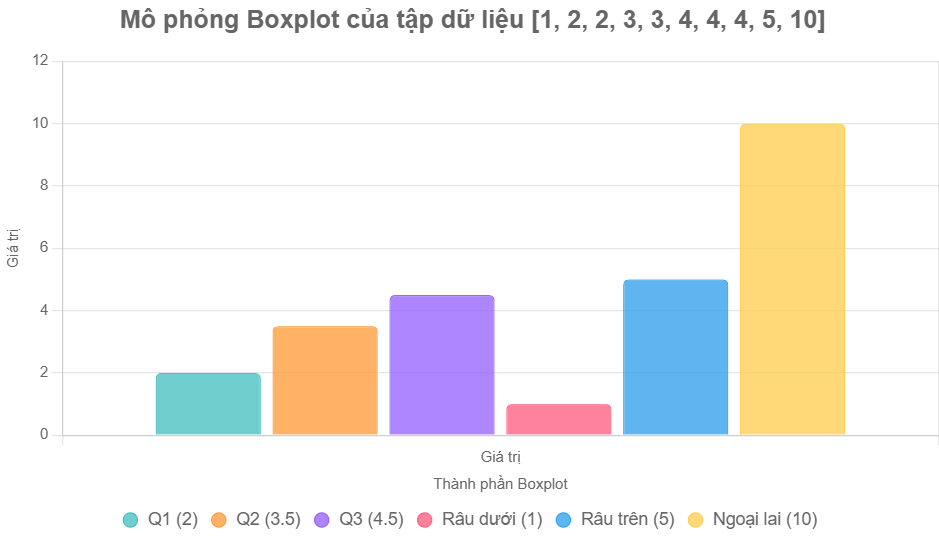 Mô phỏng Boxplot của tập dữ liệu [1, 2, 2, 3, 3, 4, 4, 4, 5, 10]
12
10
8
6
4
2
0
Giá trị
Giá trị
Thành phần Boxplot
Q1 (2) Q2 (3.5) Q3 (4.5) Râu dưới (1) Râu trên (5) Ngoại lai (10)